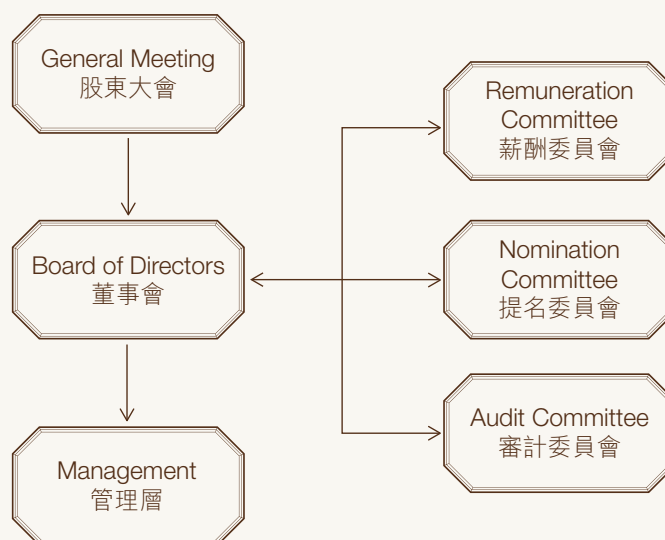 General Meeting
股東大會
Board of Directors
董事會
Management
管理層
Remuneration
Committee
薪酬委員會
Nomination
Committee
提名委員會
Audit Committee
審計委員會